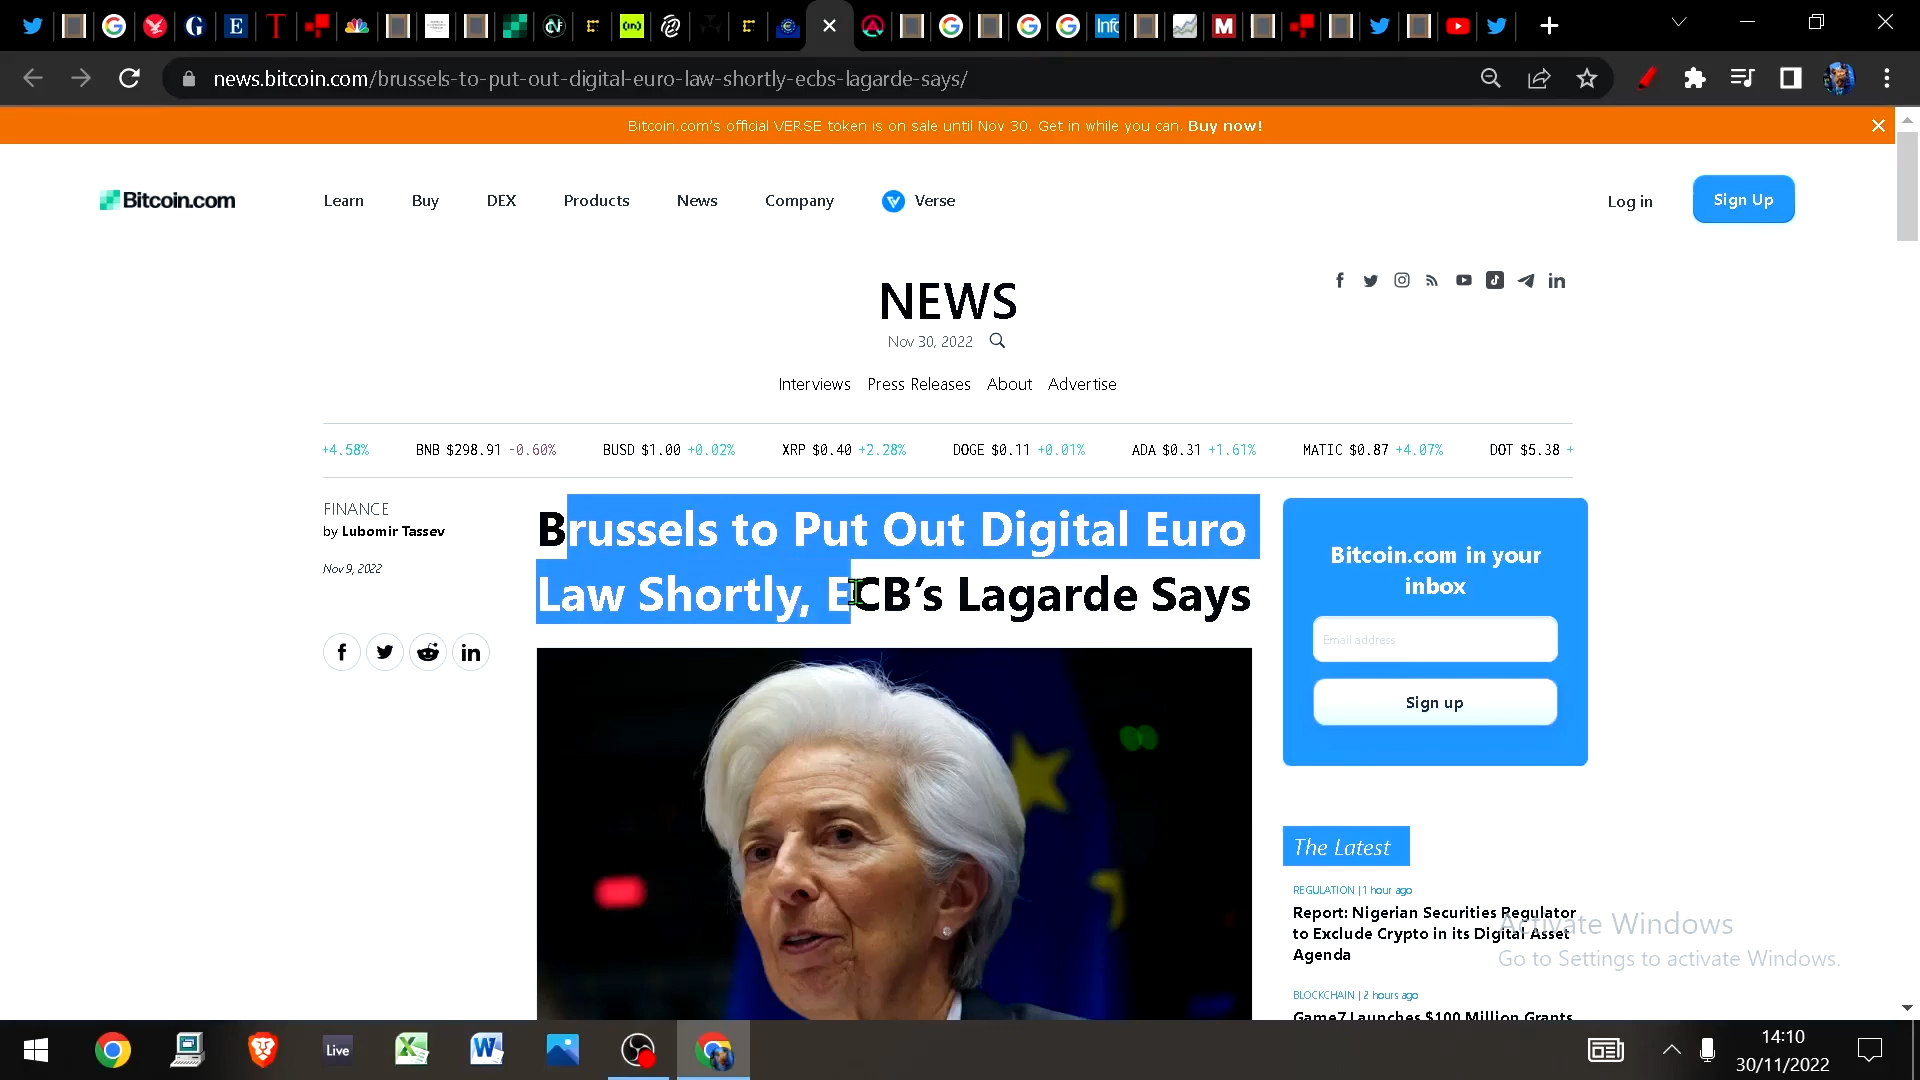 news.bitcoin.com/brussels-to-put-out-digital-euro-law-shortly-ecbs-lagarde-says/
Bitcoin.com's official VERSE token is on sale until Nov 30. Get in while you can. Buy now!
Bitcoin.com
Learn Buy DEX Products News Company Verse
Log in Sign Up
NEWS
Nov 30, 2022
Interviews Press Releases About Advertise
+4.58% BNB $298.91 -0.60% BUSD $1.00 +0.02% XRP $0.40 +2.28% DOGE $0.11 +0.01% ADA $0.31 +1.61% MATIC $0.87 +4.07% DOT $5.38 +
FINANCE
by Lubomir Tassev
Nov 9, 2022
Brussels to Put Out Digital Euro
Law Shortly, ECB’s Lagarde Says
Bitcoin.com in your
inbox
Email address
Sign up
The Latest
REGULATION | 1 hour ago
Report: Nigerian Securities Regulator
to Exclude Crypto in its Digital Asset
Agenda
BLOCKCHAIN | 2 hours ago
Game7 Launches $100 Million Grants
Activate Windows
Go to Settings to activate Windows.
Live
14:10
30/11/2022